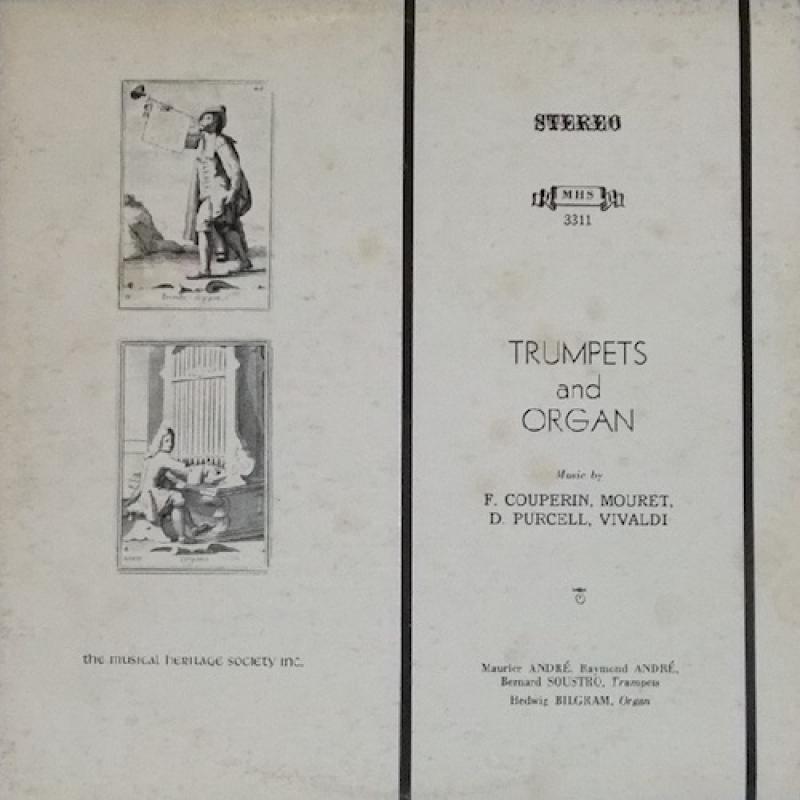 the musical heritage society inc.
STEREO
MHS
3311
TRUMPETS
and
ORGAN
Music by
F. COUPERIN, MOURET,
D. PURCELL, VIVALDI
Maurice ANDRÉ, Raymond ANDRÉ,
Bernard SOUSTRO, Trumpets
Hedwig BILGRAM, Organ